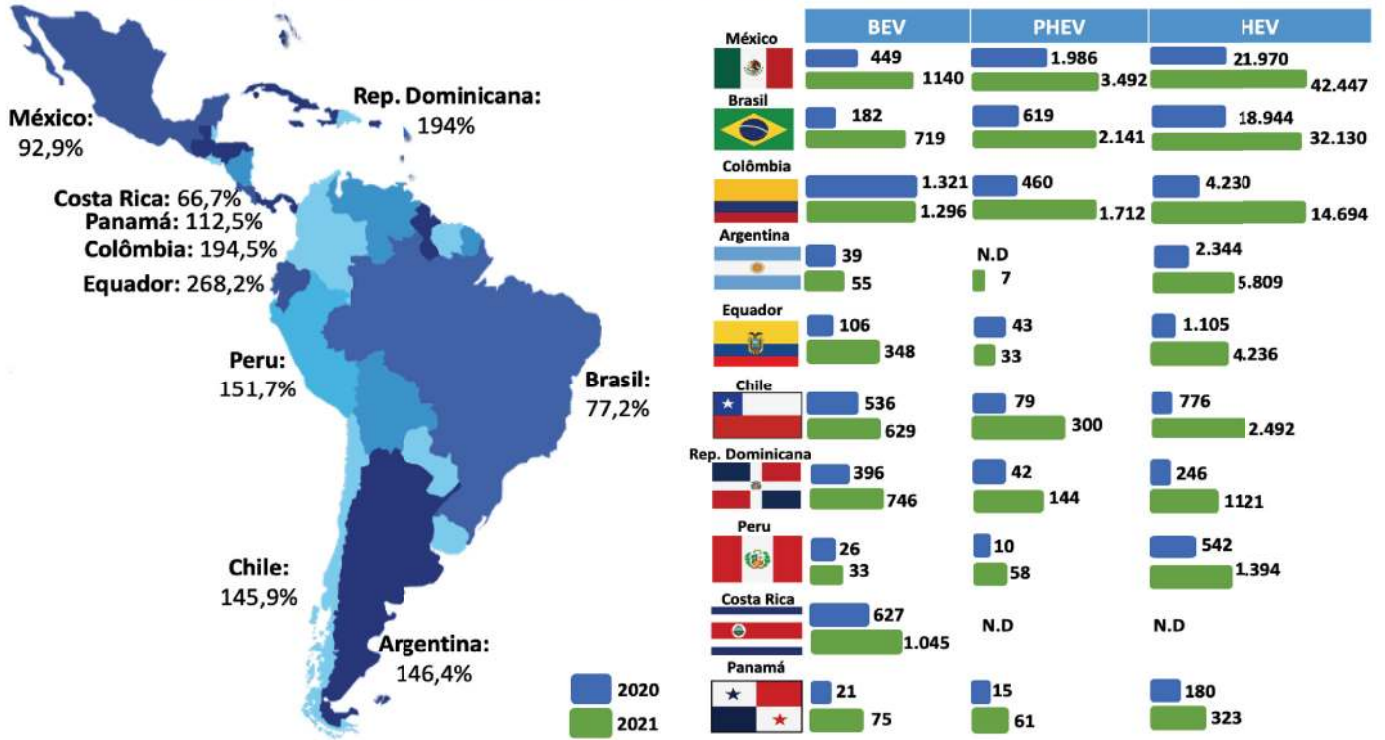 México:
92,9%
Rep. Dominicana:
194%
Costa Rica: 66,7%
Panamá: 112,5%
Colômbia: 194,5%
Equador: 268,2%
Peru:
151,7%
Brasil:
77,2%
Chile:
145,9%
Argentina:
146,4%
2020
2021
BEV PHEV HEV
México
449 1.986 21.970
1140 3.492 42.447
Brasil
182 619 18.944
719 2.141 32.130
Colômbia
1.321 460 4.230
1.296 1.712 14.694
Argentina
39 N.D 2.344
55 7 5.809
Equador
106 43 1.105
348 33 4.236
Chile
536 79 776
629 300 2.492
Rep. Dominicana
396 42 246
746 144 1121
Peru
26 10 542
33 58 1.394
Costa Rica
627
N.D N.D
1.045
Panamá
21 15 180
75 61 323